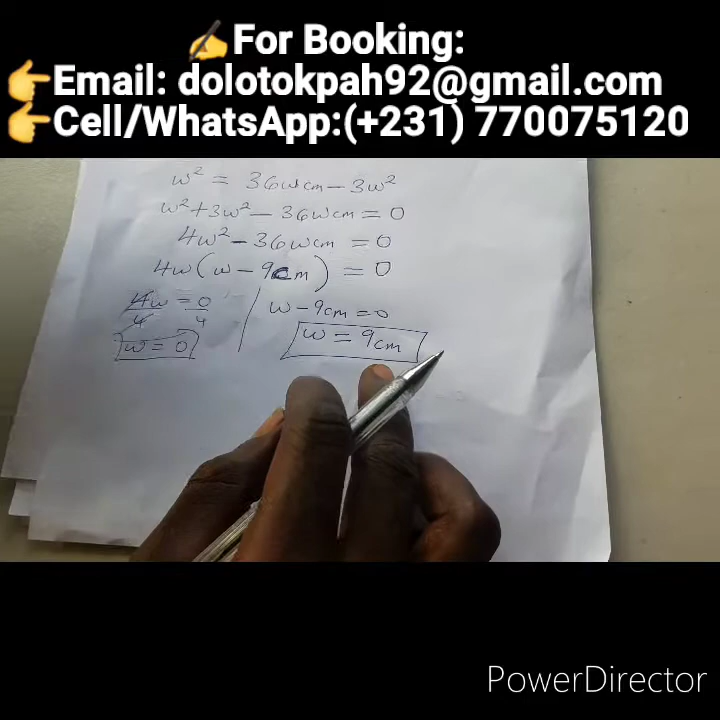 ✍️For Booking:
👉Email: dolotokpah92@gmail.com
👉Cell/WhatsApp:(+231) 770075120
w² = 36wcm - 3w²
w² + 3w² - 36wcm = 0
4w² - 36wcm = 0
4w(w - 9cm) = 0
4w/4 = 0/4
w = 0
w - 9cm = 0
w = 9cm
PowerDirector